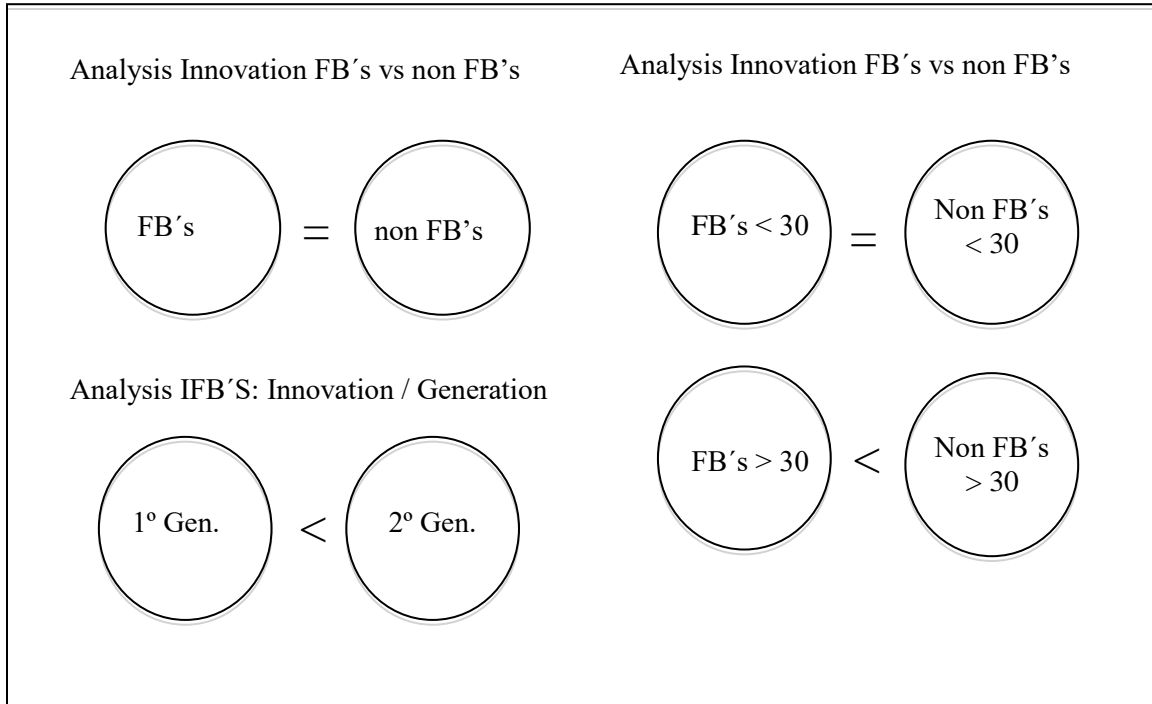 Analysis Innovation FB´s vs non FB’s
FB´s
=
non FB’s
Analysis IFB´S: Innovation / Generation
1º Gen.
<
2º Gen.
Analysis Innovation FB´s vs non FB’s
FB´s < 30
=
Non FB´s
< 30
FB´s > 30
<
Non FB´s
> 30